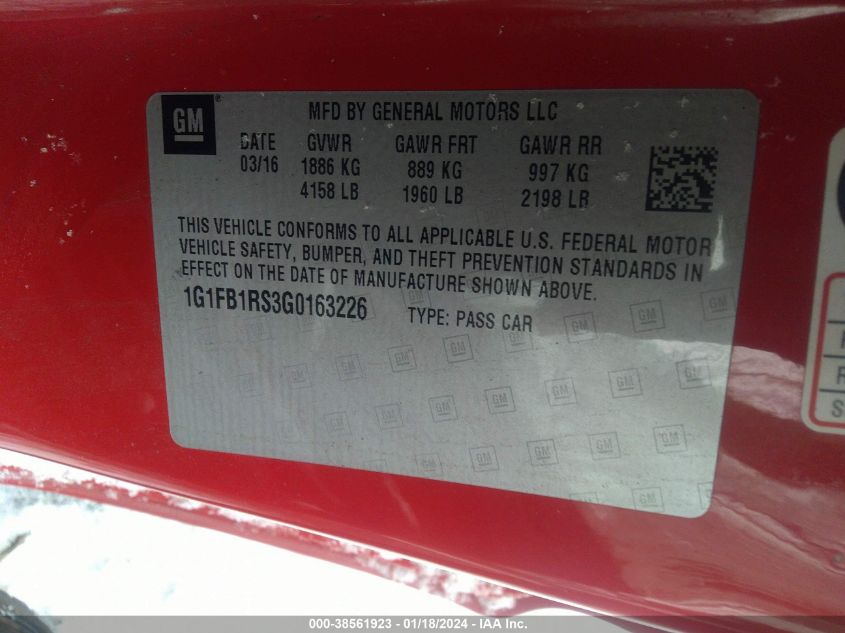 GM
MFD BY GENERAL MOTORS LLC
DATE GVWR GAWR FRT GAWR RR
03/16 1886 KG 889 KG 997 KG
4158 LB 1960 LB 2198 LB
THIS VEHICLE CONFORMS TO ALL APPLICABLE U.S. FEDERAL MOTOR
VEHICLE SAFETY, BUMPER, AND THEFT PREVENTION STANDARDS IN
EFFECT ON THE DATE OF MANUFACTURE SHOWN ABOVE.
1G1FB1RS3G0163226 TYPE: PASS CAR
000-38561923 - 01/18/2024 - IAA Inc.